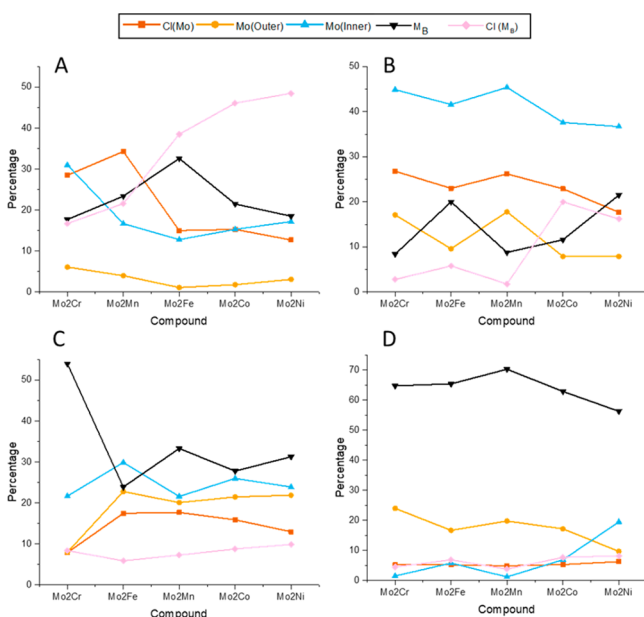 Cl(Mo) Mo(Outer) Mo(Inner) M_B Cl (M_B)
A
Percentage
50
40
30
20
10
0
Mo2Cr Mo2Mn Mo2Fe Mo2Co Mo2Ni
Compound
B
Percentage
50
40
30
20
10
0
Mo2Cr Mo2Fe Mo2Mn Mo2Co Mo2Ni
Compound
C
Percentage
50
40
30
20
10
0
Mo2Cr Mo2Fe Mo2Mn Mo2Co Mo2Ni
Compound
D
Percentage
70
60
50
40
30
20
10
0
Mo2Cr Mo2Fe Mo2Mn Mo2Co Mo2Ni
Compound